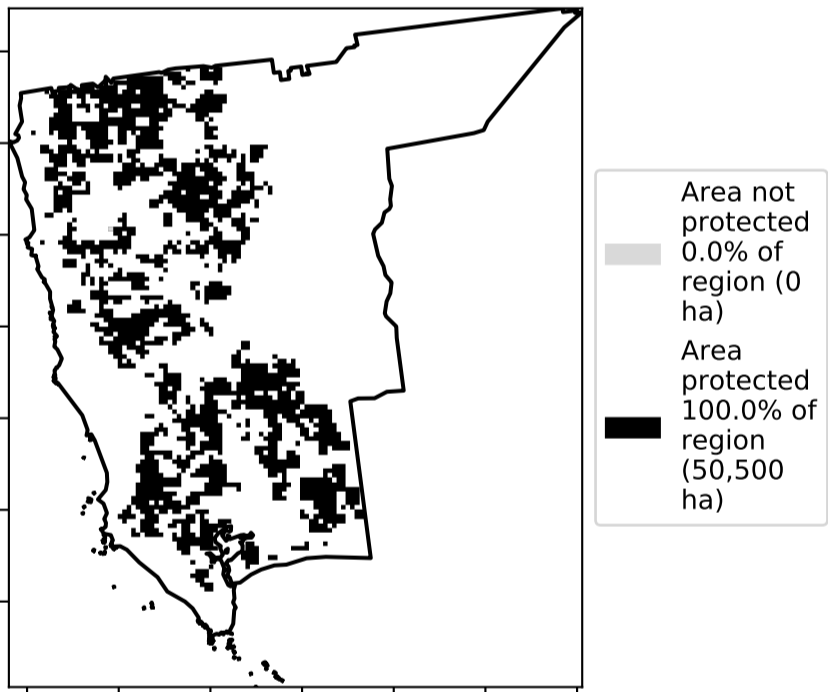 Area not
protected
0.0% of
region (0
ha)
Area
protected
100.0% of
region
(50,500
ha)